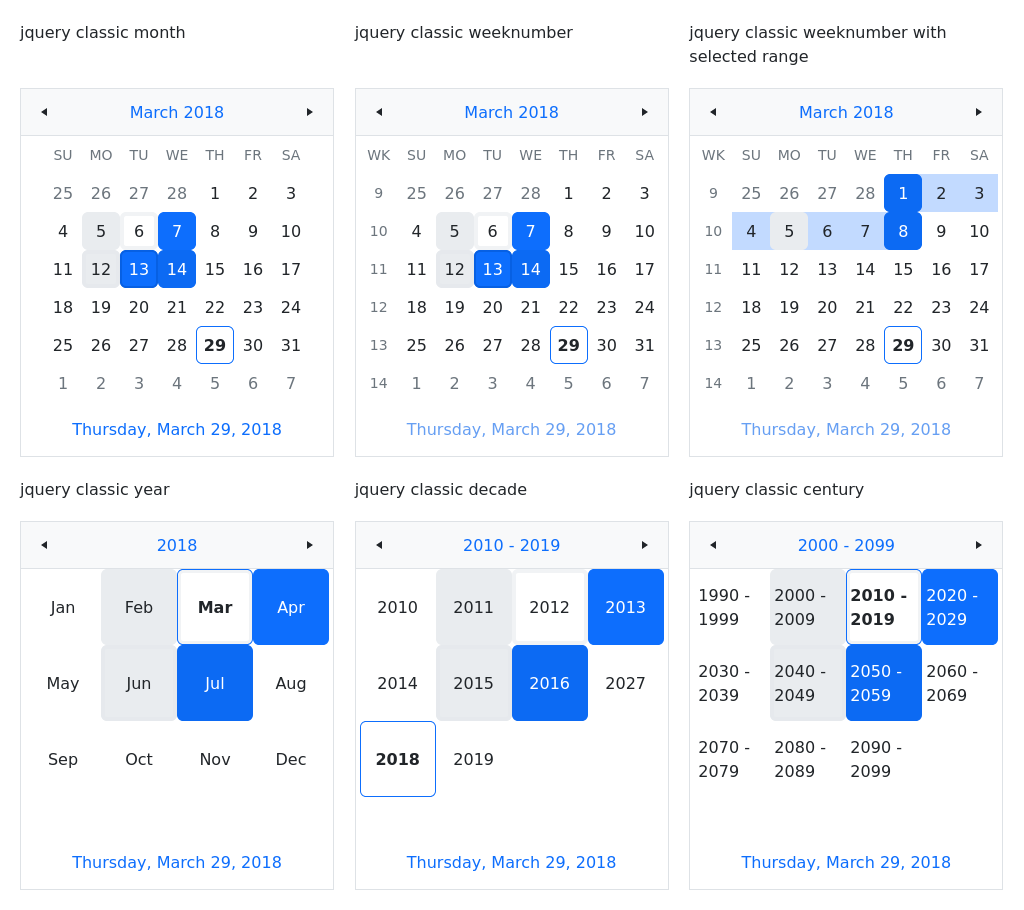 jquery classic month
March 2018
SU MO TU WE TH FR SA
25 26 27 28 1 2 3
4 5 6 7 8 9 10
11 12 13 14 15 16 17
18 19 20 21 22 23 24
25 26 27 28 29 30 31
1 2 3 4 5 6 7
Thursday, March 29, 2018
jquery classic weeknumber
March 2018
WK SU MO TU WE TH FR SA
9 25 26 27 28 1 2 3
10 4 5 6 7 8 9 10
11 11 12 13 14 15 16 17
12 18 19 20 21 22 23 24
13 25 26 27 28 29 30 31
14 1 2 3 4 5 6 7
Thursday, March 29, 2018
jquery classic weeknumber with
selected range
March 2018
WK SU MO TU WE TH FR SA
9 25 26 27 28 1 2 3
10 4 5 6 7 8 9 10
11 11 12 13 14 15 16 17
12 18 19 20 21 22 23 24
13 25 26 27 28 29 30 31
14 1 2 3 4 5 6 7
Thursday, March 29, 2018
jquery classic year
2018
Jan Feb Mar Apr
May Jun Jul Aug
Sep Oct Nov Dec
Thursday, March 29, 2018
jquery classic decade
2010 - 2019
2010 2011 2012 2013
2014 2015 2016 2027
2018 2019
Thursday, March 29, 2018
jquery classic century
2000 - 2099
1990 - 2000 - 2010 - 2020 -
1999 2009 2019 2029
2030 - 2040 - 2050 - 2060 -
2039 2049 2059 2069
2070 - 2080 - 2090 -
2079 2089 2099
Thursday, March 29, 2018